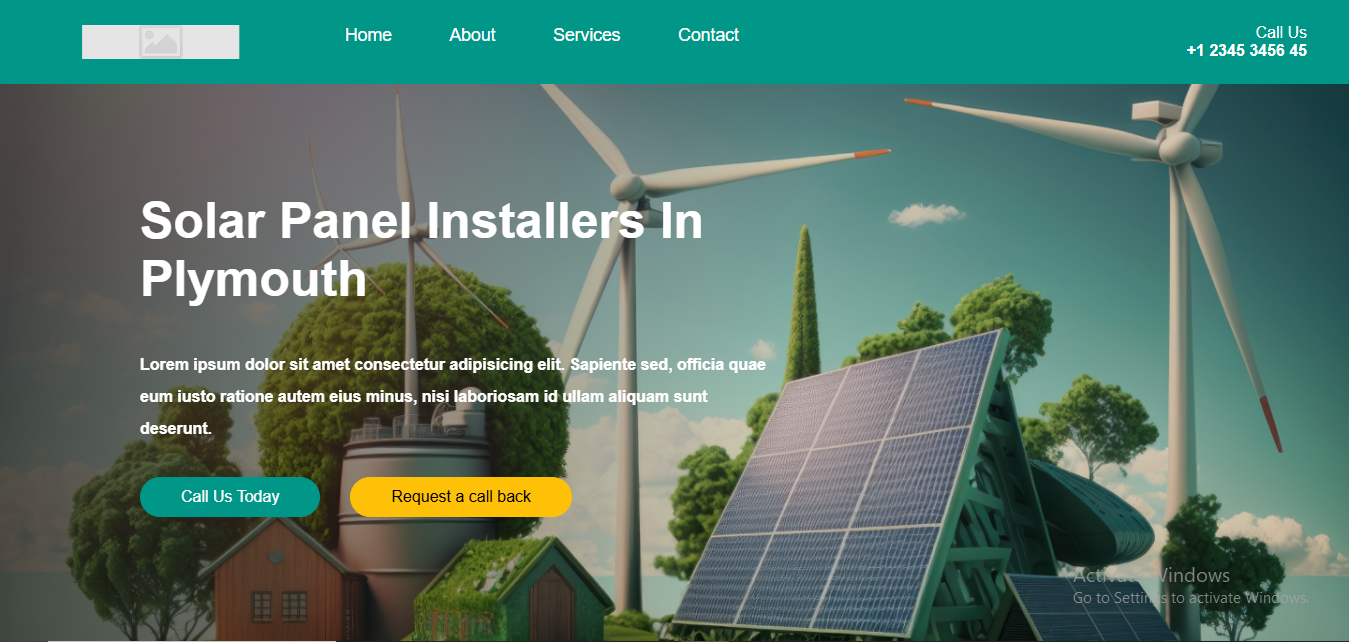 Home
About
Services
Contact
Call Us
+1 2345 3456 45
Solar Panel Installers In
Plymouth
Lorem ipsum dolor sit amet consectetur adipisicing elit. Sapiente sed, officia quae
eum iusto ratione autem eius minus, nisi laboriosam id ullam aliquam sunt
deserunt.
Call Us Today
Request a call back
Activate Windows
Go to Settings to activate Windows.